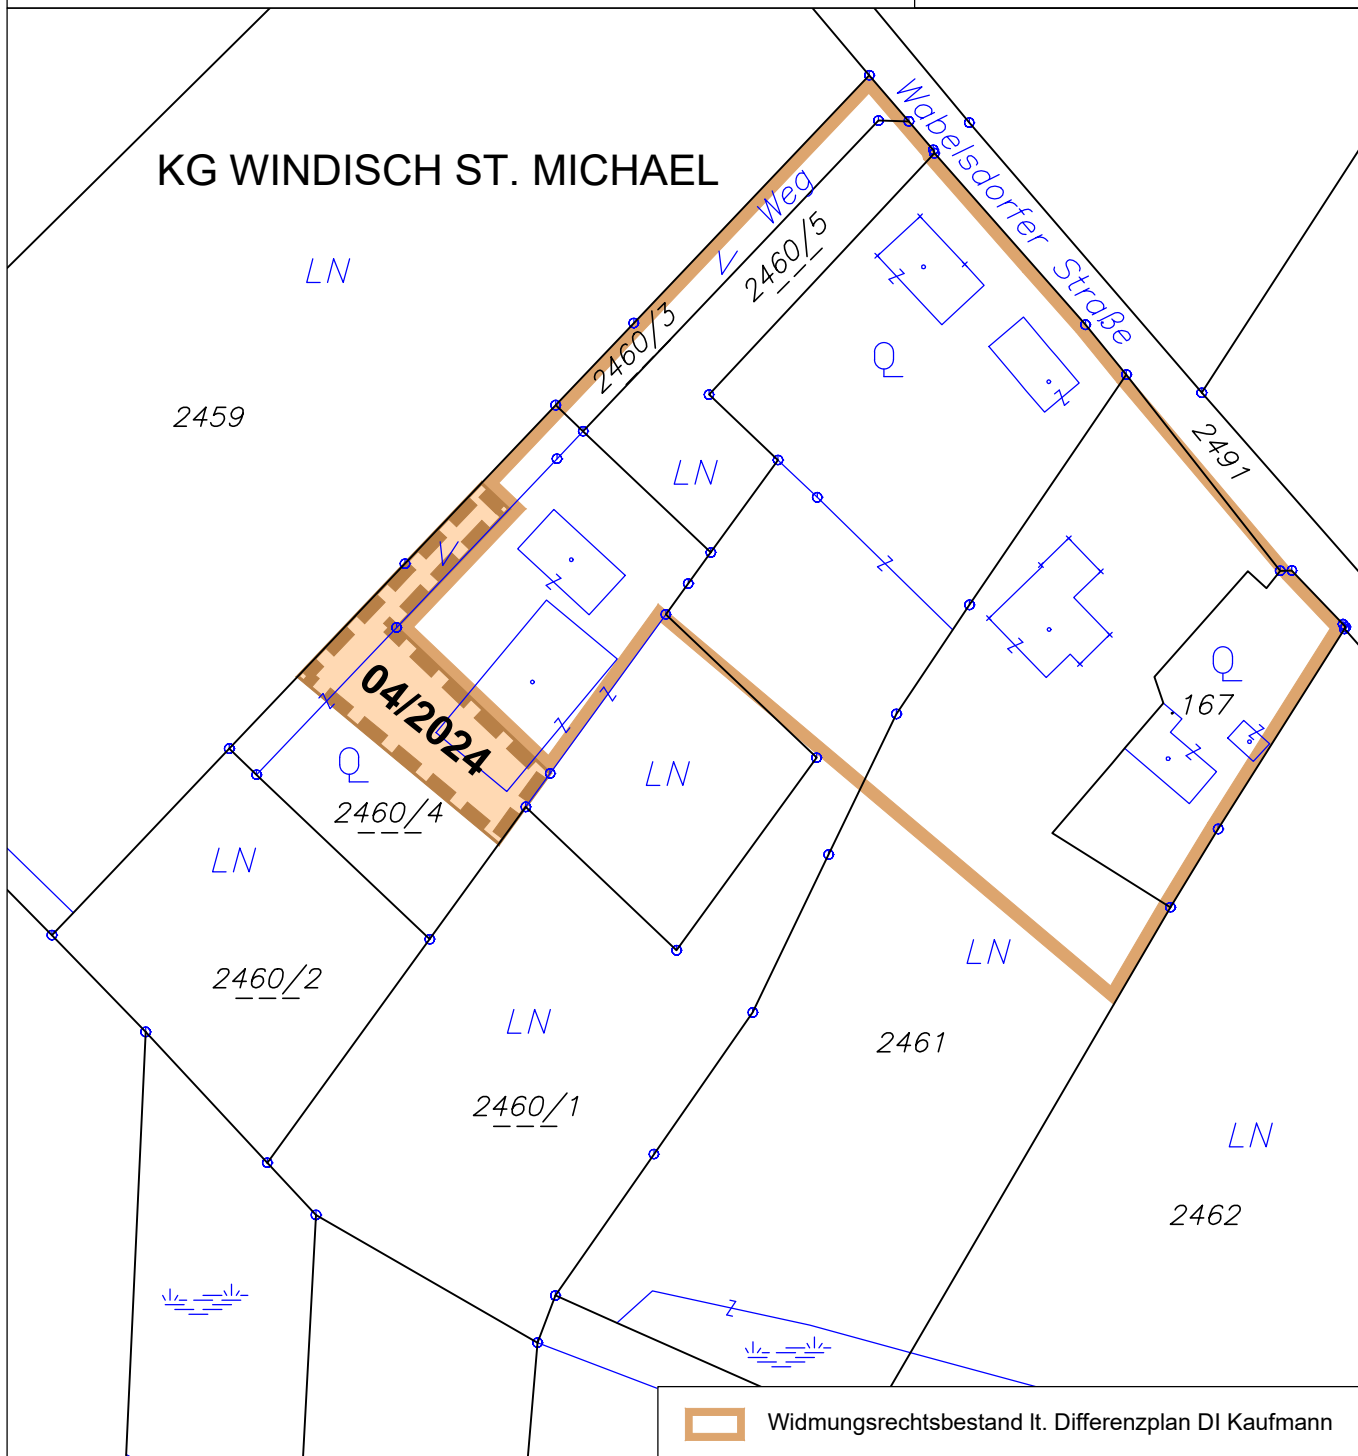 KG WINDISCH ST. MICHAEL
Wabelsdorfer Straße
Weg
V
2460/5
LN
2460/3
Q
2459
2491
LN
V
Q
167
04/2024
Q
2460/4
LN
LN
LN
2460/2
LN
2461
2460/1
LN
2462
Widmungsrechtsbestand lt. Differenzplan DI Kaufmann